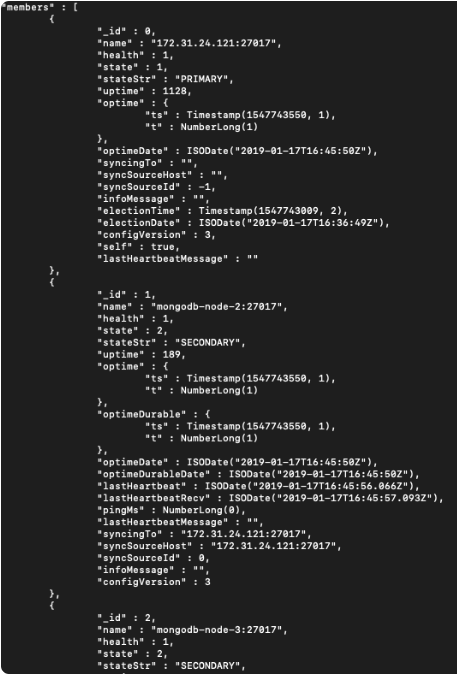 "members" : [
{
"_id" : 0,
"name" : "172.31.24.121:27017",
"health" : 1,
"state" : 1,
"stateStr" : "PRIMARY",
"uptime" : 1128,
"optime" : {
"ts" : Timestamp(1547743550, 1),
"t" : NumberLong(1)
},
"optimeDate" : ISODate("2019-01-17T16:45:50Z"),
"syncingTo" : "",
"syncSourceHost" : "",
"syncSourceId" : -1,
"infoMessage" : "",
"electionTime" : Timestamp(1547743009, 2),
"electionDate" : ISODate("2019-01-17T16:36:49Z"),
"configVersion" : 3,
"self" : true,
"lastHeartbeatMessage" : ""
},
{
"_id" : 1,
"name" : "mongodb-node-2:27017",
"health" : 1,
"state" : 2,
"stateStr" : "SECONDARY",
"uptime" : 189,
"optime" : {
"ts" : Timestamp(1547743550, 1),
"t" : NumberLong(1)
},
"optimeDurable" : {
"ts" : Timestamp(1547743550, 1),
"t" : NumberLong(1)
},
"optimeDate" : ISODate("2019-01-17T16:45:50Z"),
"optimeDurableDate" : ISODate("2019-01-17T16:45:50Z"),
"lastHeartbeat" : ISODate("2019-01-17T16:45:56.066Z"),
"lastHeartbeatRecv" : ISODate("2019-01-17T16:45:57.093Z"),
"pingMs" : NumberLong(0),
"lastHeartbeatMessage" : "",
"syncingTo" : "172.31.24.121:27017",
"syncSourceHost" : "172.31.24.121:27017",
"syncSourceId" : 0,
"infoMessage" : "",
"configVersion" : 3
},
{
"_id" : 2,
"name" : "mongodb-node-3:27017",
"health" : 1,
"state" : 2,
"stateStr" : "SECONDARY",